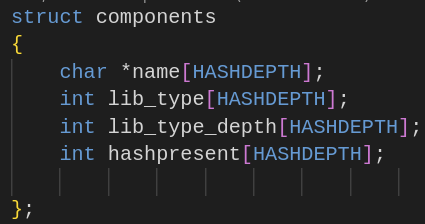 struct components
{
char *name[HASHDEPTH];
int lib_type[HASHDEPTH];
int lib_type_depth[HASHDEPTH];
int hashpresent[HASHDEPTH];
};